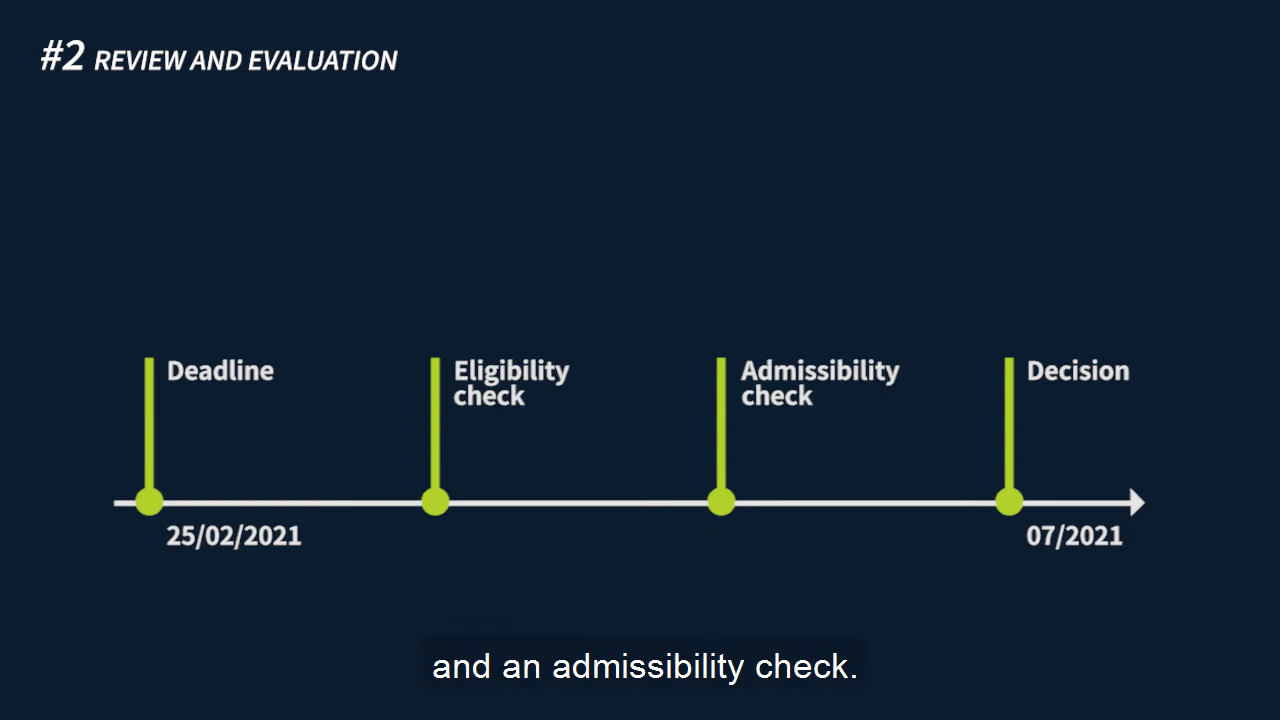 #2 REVIEW AND EVALUATION
Deadline
Eligibility
check
Admissibility
check
Decision
25/02/2021
07/2021
and an admissibility check.